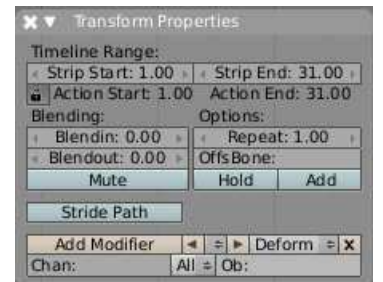 Transform Properties
Timeline Range:
Strip Start: 1.00 Strip End: 31.00
Action Start: 1.00 Action End: 31.00
Blending: Options:
Blendin: 0.00 Repeat: 1.00
Blendout: 0.00 OffsBone:
Mute Hold Add
Stride Path
Add Modifier Deform x
Chan: All Ob: